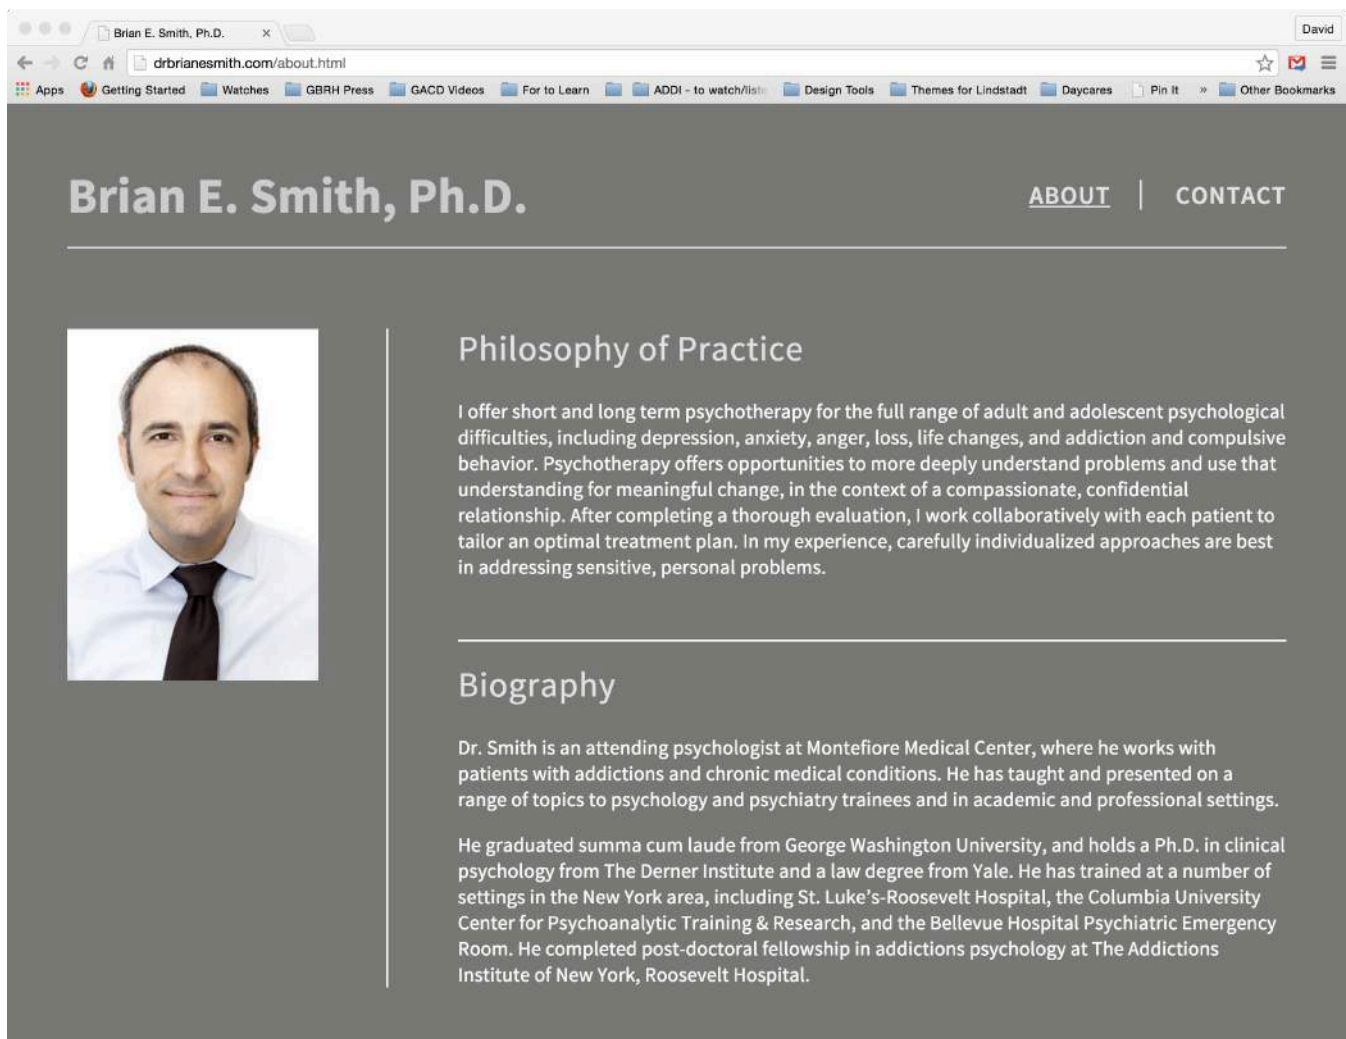 Brian E. Smith, Ph.D.
David
drbrianesmith.com/about.html
Apps Getting Started Watches GBRH Press GACD Videos For to Learn ADDI - to watch/liste Design Tools Themes for Lindstadt Daycares Pin It » Other Bookmarks
Brian E. Smith, Ph.D.
ABOUT | CONTACT
Philosophy of Practice
I offer short and long term psychotherapy for the full range of adult and adolescent psychological
difficulties, including depression, anxiety, anger, loss, life changes, and addiction and compulsive
behavior. Psychotherapy offers opportunities to more deeply understand problems and use that
understanding for meaningful change, in the context of a compassionate, confidential
relationship. After completing a thorough evaluation, I work collaboratively with each patient to
tailor an optimal treatment plan. In my experience, carefully individualized approaches are best
in addressing sensitive, personal problems.
Biography
Dr. Smith is an attending psychologist at Montefiore Medical Center, where he works with
patients with addictions and chronic medical conditions. He has taught and presented on a
range of topics to psychology and psychiatry trainees and in academic and professional settings.
He graduated summa cum laude from George Washington University, and holds a Ph.D. in clinical
psychology from The Derner Institute and a law degree from Yale. He has trained at a number of
settings in the New York area, including St. Luke’s-Roosevelt Hospital, the Columbia University
Center for Psychoanalytic Training & Research, and the Bellevue Hospital Psychiatric Emergency
Room. He completed post-doctoral fellowship in addictions psychology at The Addictions
Institute of New York, Roosevelt Hospital.